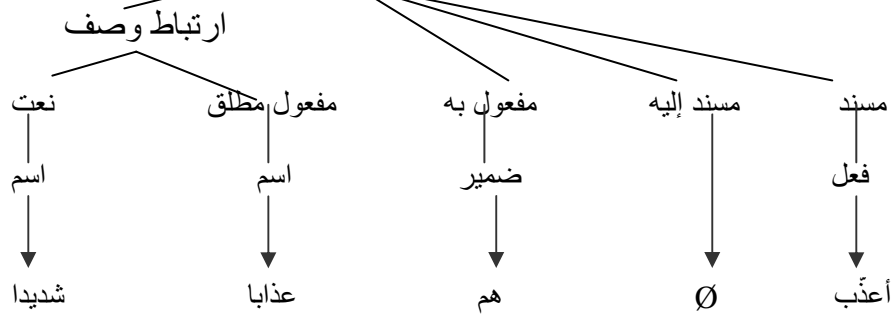 ارتباط وصف
مسند مسند إليه مفعول به مفعول مطلق نعت
فعل ضمير اسم اسم
أعذّب Ø هم عذابا شديدا